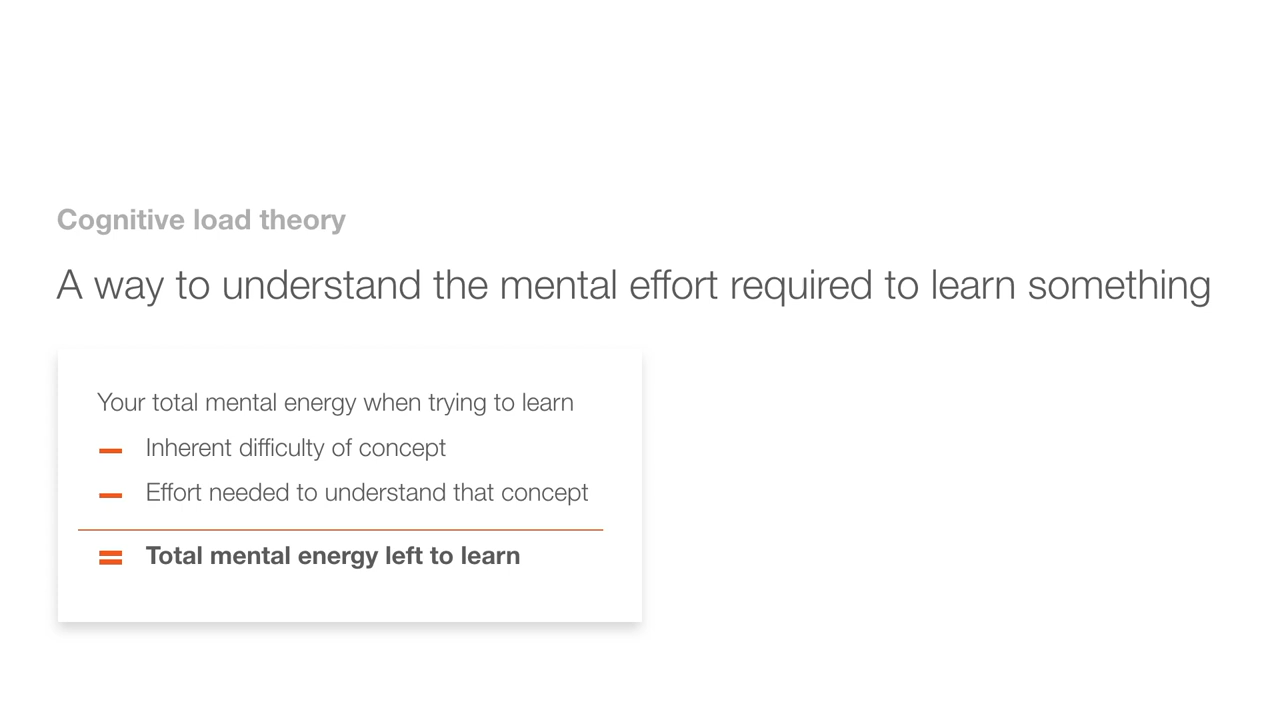 Cognitive load theory
A way to understand the mental effort required to learn something
Your total mental energy when trying to learn
– Inherent difficulty of concept
– Effort needed to understand that concept
= Total mental energy left to learn